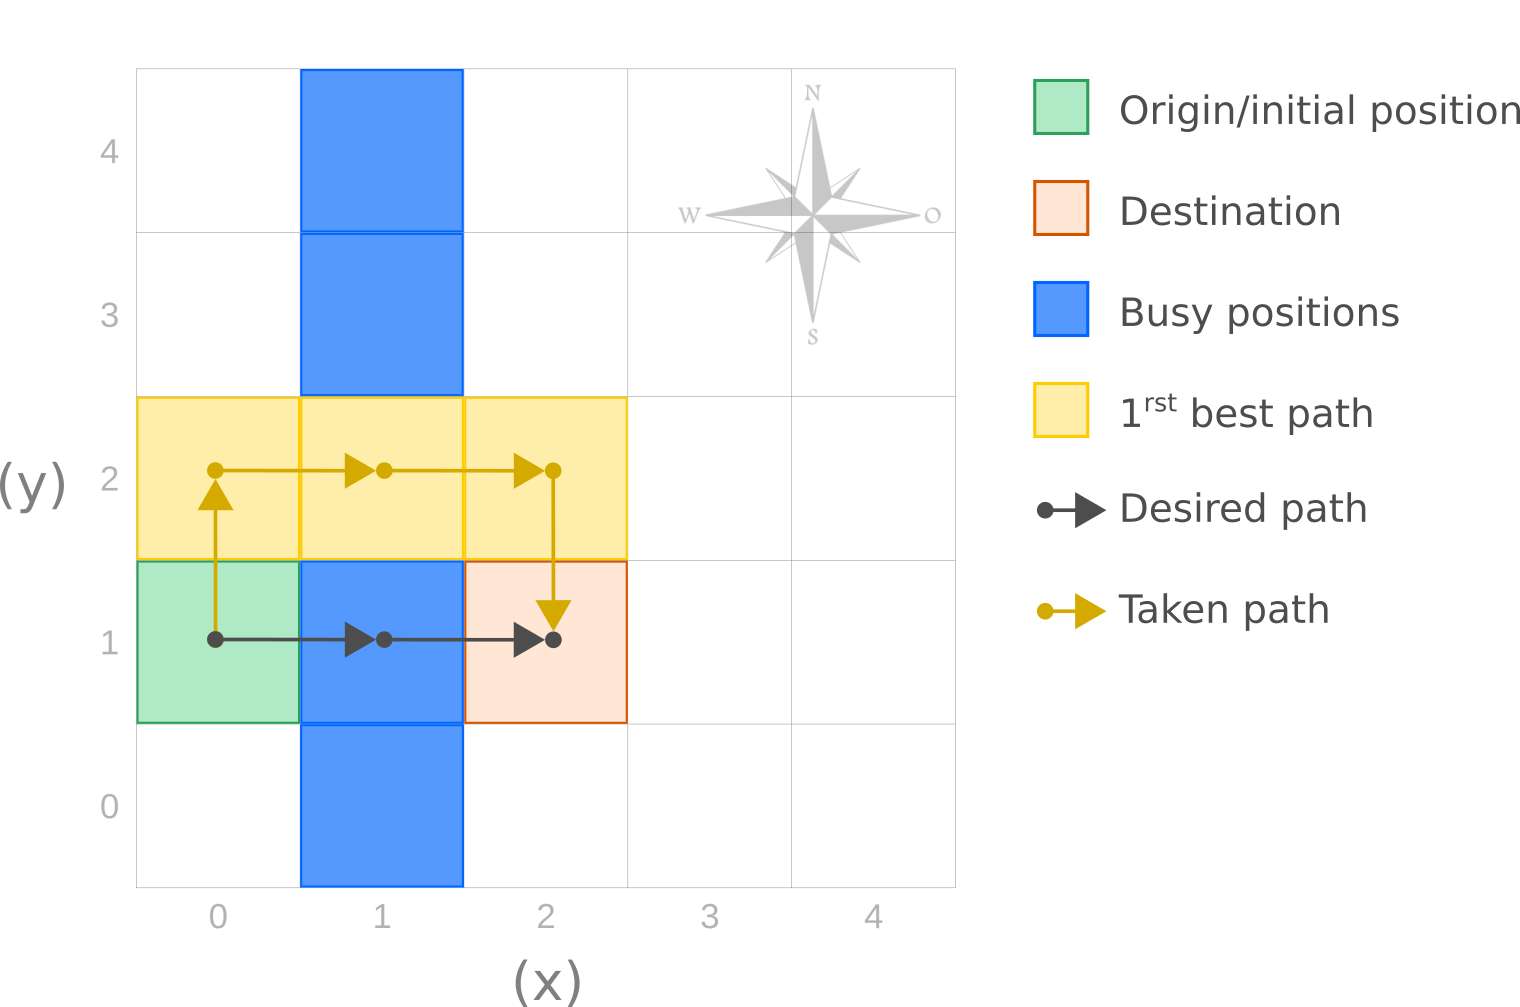 N
W
O
S
4
3
2
1
0
(y)
0 1 2 3 4
(x)
Origin/initial position
Destination
Busy positions
1rst best path
Desired path
Taken path